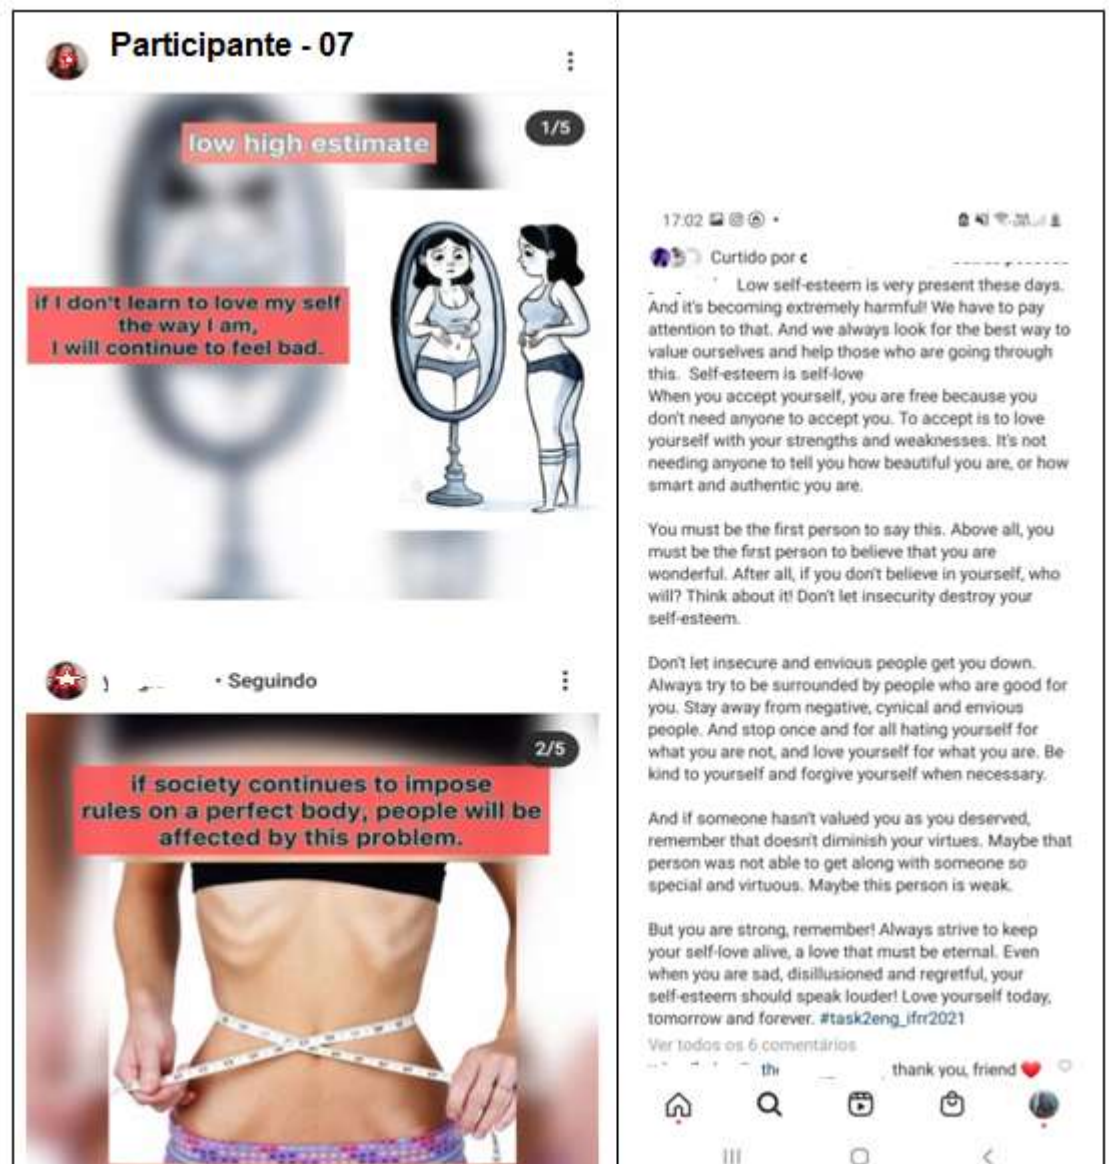 Participante - 07
1/5
low high estimate
if I don't learn to love my self
the way I am,
I will continue to feel bad.
• Seguindo
2/5
if society continues to impose
rules on a perfect body, people will be
affected by this problem.
17:02
Curtido por c
Low self-esteem is very present these days.
And it's becoming extremely harmful! We have to pay
attention to that. And we always look for the best way to
value ourselves and help those who are going through
this. Self-esteem is self-love
When you accept yourself, you are free because you
don't need anyone to accept you. To accept is to love
yourself with your strengths and weaknesses. It's not
needing anyone to tell you how beautiful you are, or how
smart and authentic you are.
You must be the first person to say this. Above all, you
must be the first person to believe that you are
wonderful. After all, if you don't believe in yourself, who
will? Think about it! Don't let insecurity destroy your
self-esteem.
Don't let insecure and envious people get you down.
Always try to be surrounded by people who are good for
you. Stay away from negative, cynical and envious
people. And stop once and for all hating yourself for
what you are not, and love yourself for what you are. Be
kind to yourself and forgive yourself when necessary.
And if someone hasn't valued you as you deserved,
remember that doesn't diminish your virtues. Maybe that
person was not able to get along with someone so
special and virtuous. Maybe this person is weak.
But you are strong, remember! Always strive to keep
your self-love alive, a love that must be eternal. Even
when you are sad, disillusioned and regretful, your
self-esteem should speak louder! Love yourself today,
tomorrow and forever. #task2eng_ifrr2021
Ver todos os 6 comentários
thank you, friend ❤️